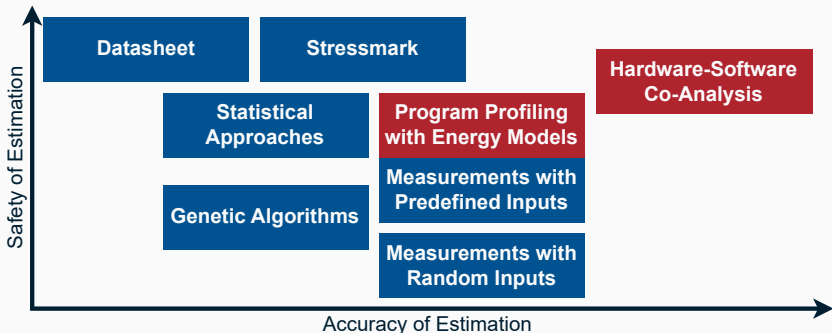 Datasheet
Stressmark
Hardware-Software
Co-Analysis
Statistical
Approaches
Program Profiling
with Energy Models
Measurements with
Predefined Inputs
Genetic Algorithms
Measurements with
Random Inputs
Safety of Estimation
Accuracy of Estimation